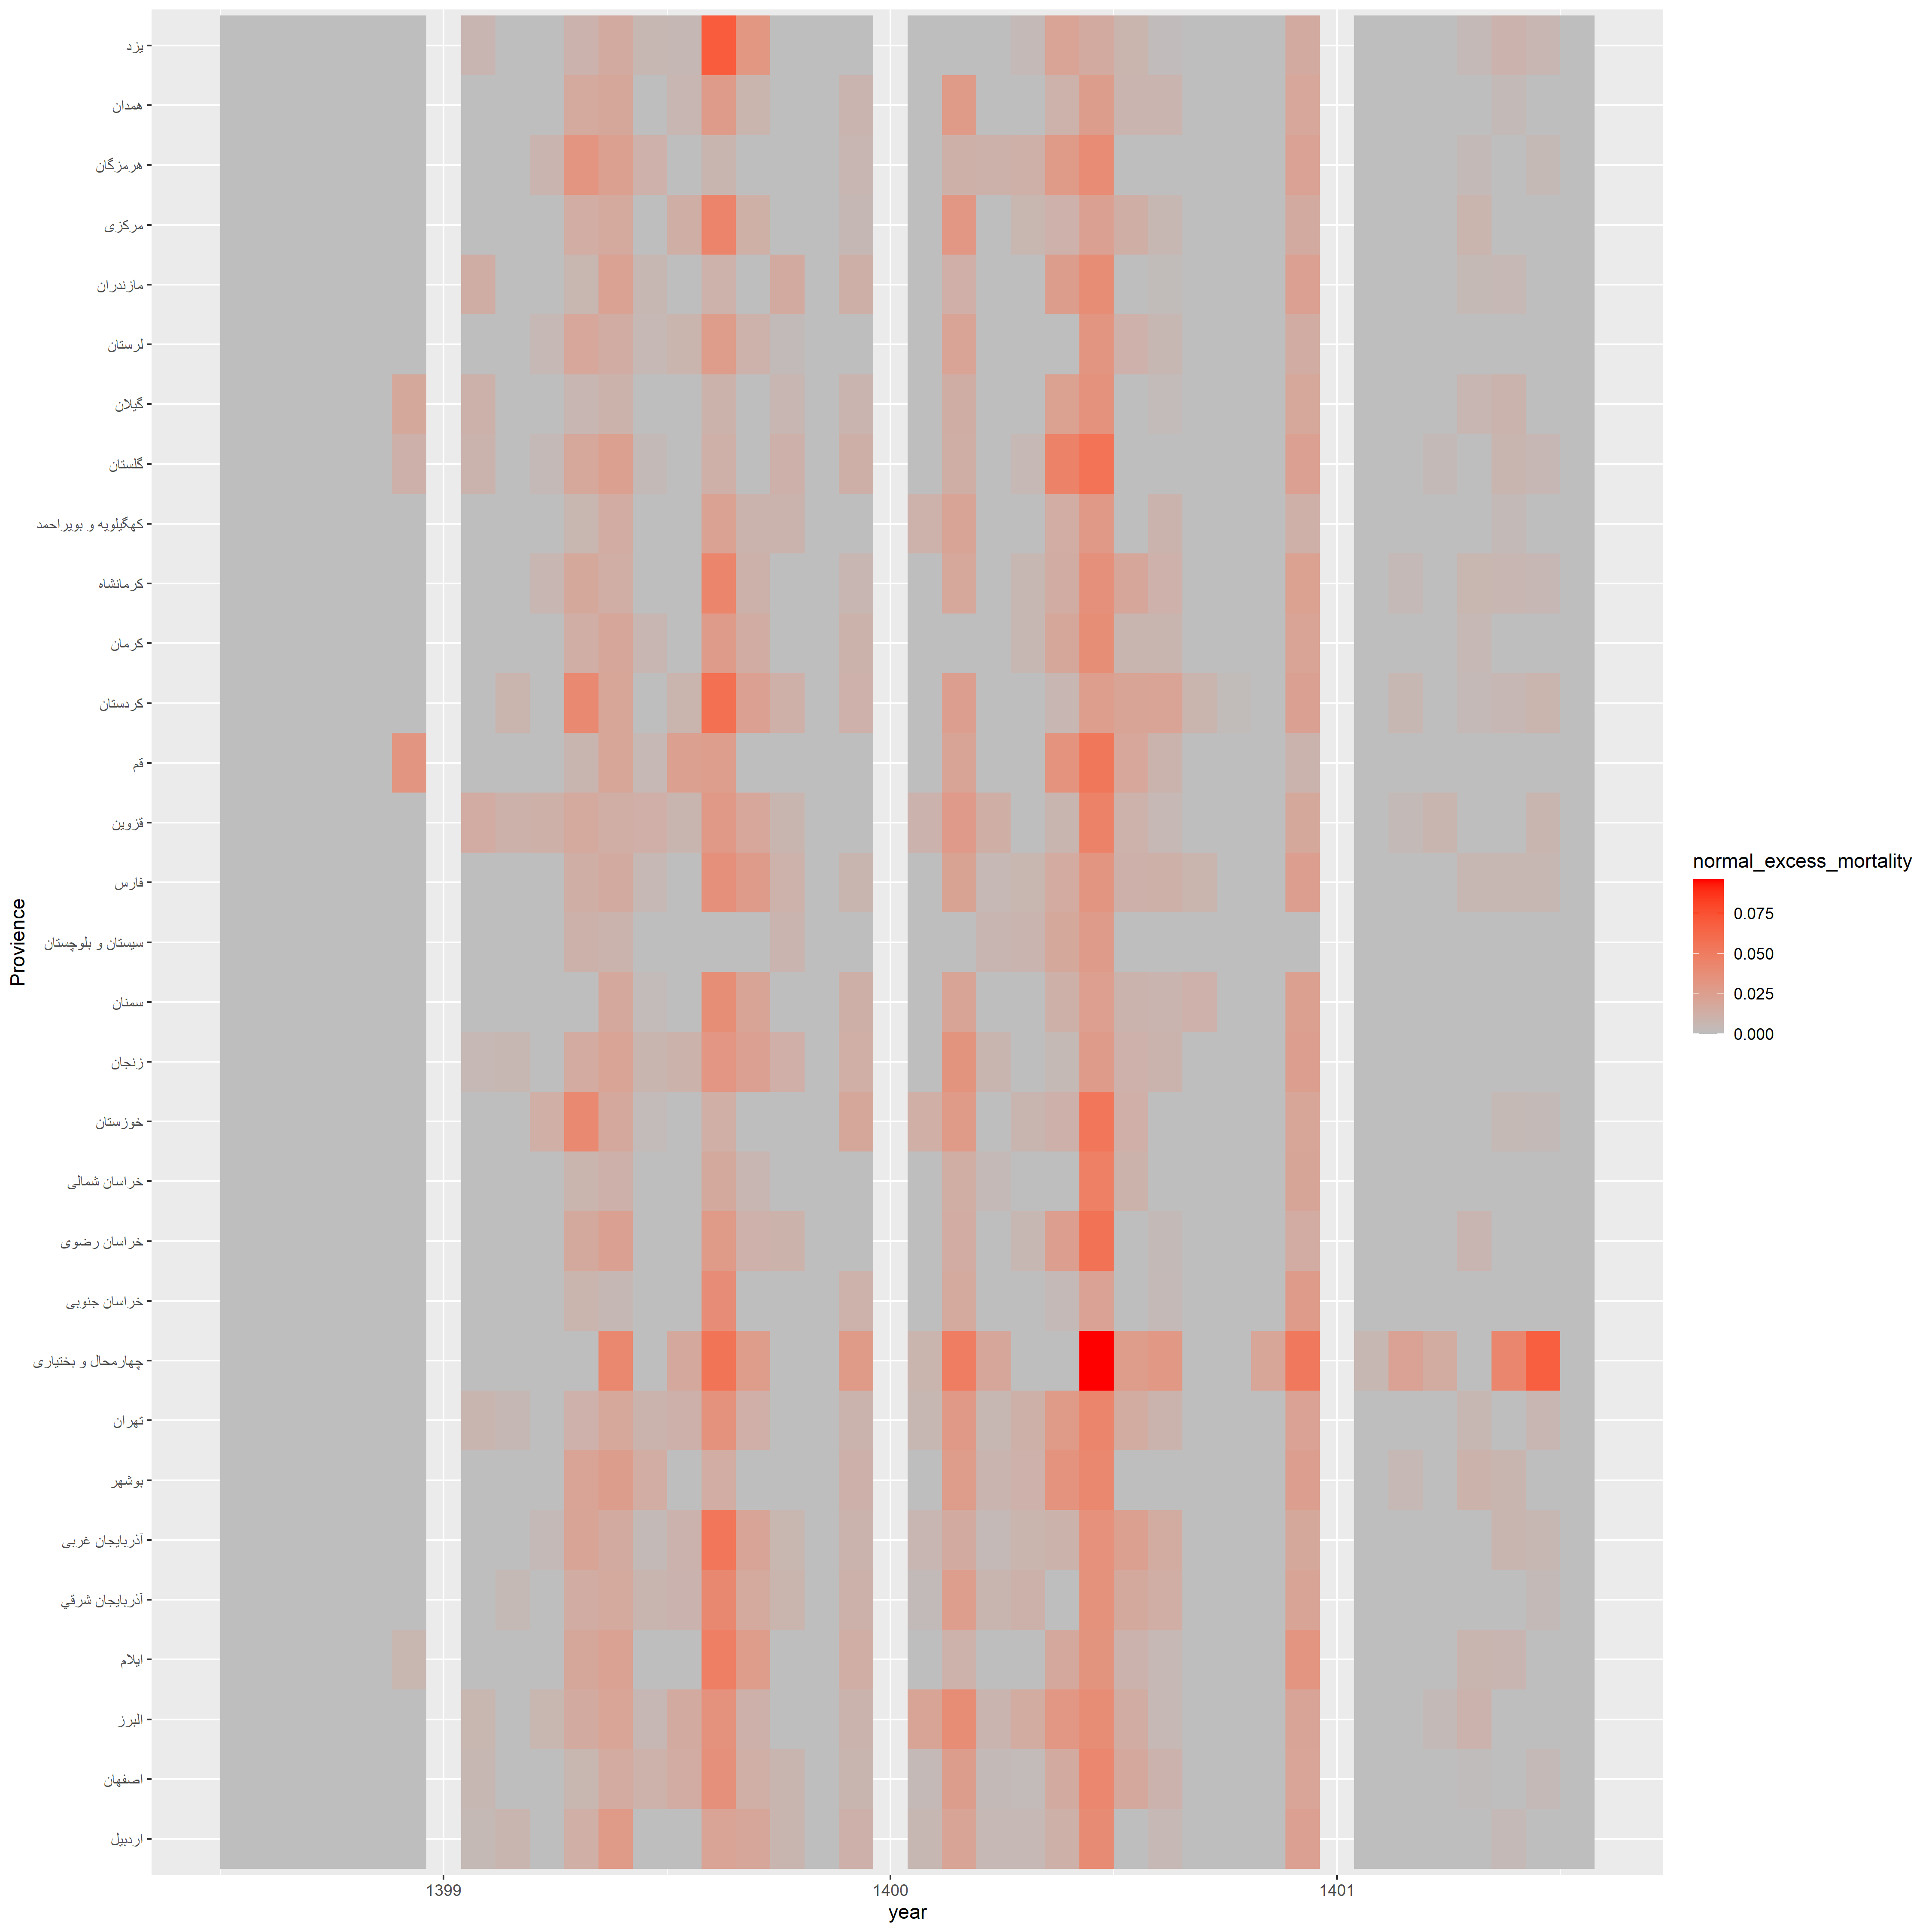 یزد
همدان
هرمزگان
مرکزی
مازندران
لرستان
گیلان
گلستان
کهگیلویه و بویراحمد
کرمانشاه
کرمان
کردستان
قم
قزوین
فارس
سیستان و بلوچستان
سمنان
زنجان
خوزستان
خراسان شمالی
خراسان رضوی
خراسان جنوبی
چهارمحال و بختیاری
تهران
بوشهر
آذربایجان غربی
آذربایجان شرقي
ایلام
البرز
اصفهان
اردبیل
Provience
1399
1400
1401
year
normal_excess_mortality
0.075
0.050
0.025
0.000